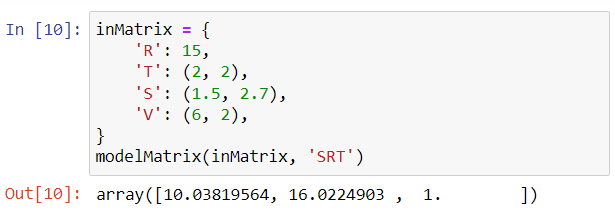 In [10]: inMatrix = {
    'R': 15,
    'T': (2, 2),
    'S': (1.5, 2.7),
    'V': (6, 2),
}
modelMatrix(inMatrix, 'SRT')
Out[10]: array([10.03819564, 16.0224903 ,  1.        ])